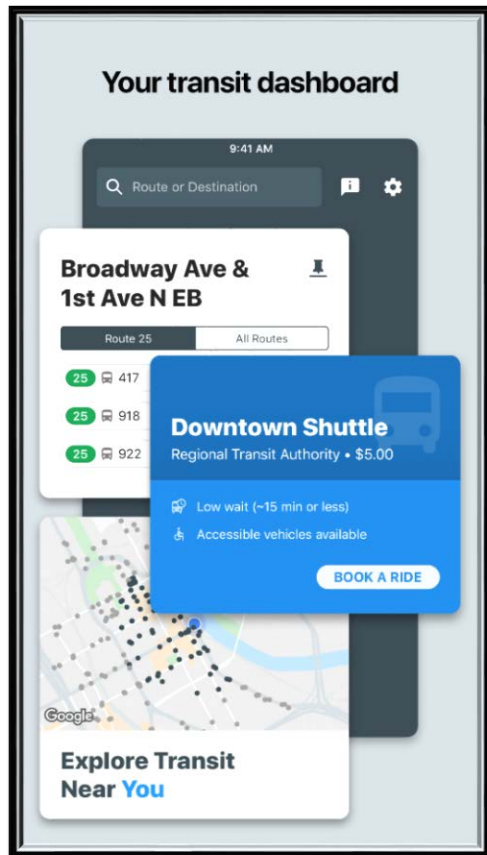 Your transit dashboard
9:41 AM
Route or Destination
Broadway Ave &
1st Ave N EB
Route 25
All Routes
25 417
25 918
25 922
Downtown Shuttle
Regional Transit Authority • $5.00
Low wait (~15 min or less)
Accessible vehicles available
BOOK A RIDE
Google
Explore Transit
Near You